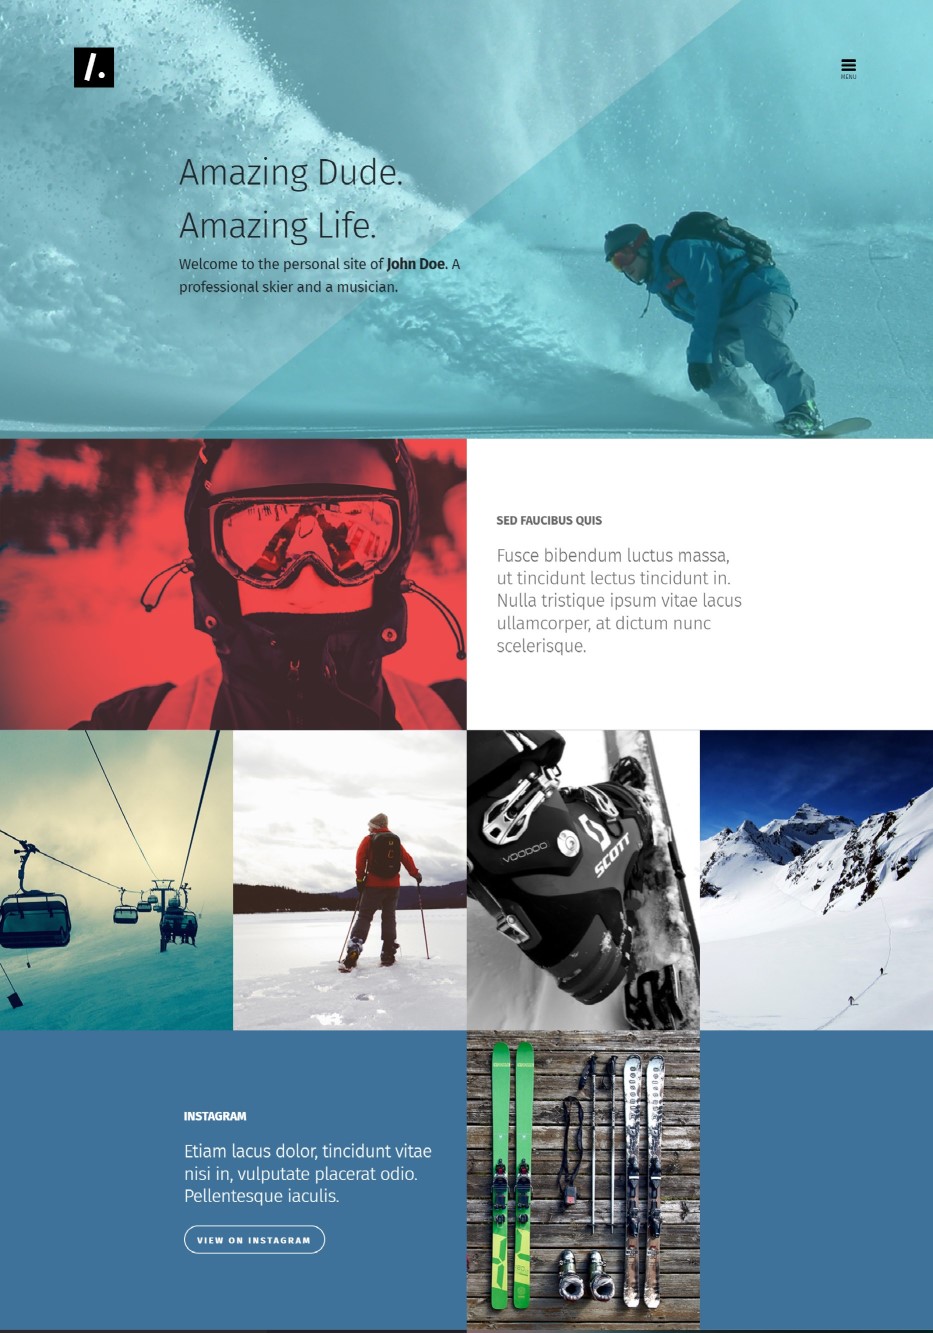 /.
MENU
Amazing Dude.
Amazing Life.
Welcome to the personal site of John Doe. A
professional skier and a musician.
SED FAUCIBUS QUIS
Fusce bibendum luctus massa,
ut tincidunt lectus tincidunt in.
Nulla tristique ipsum vitae lacus
ullamcorper, at dictum nunc
scelerisque.
VOODOO
SCOTT
INSTAGRAM
Etiam lacus dolor, tincidunt vitae
nisi in, vulputate placerat odio.
Pellentesque iaculis.
VIEW ON INSTAGRAM